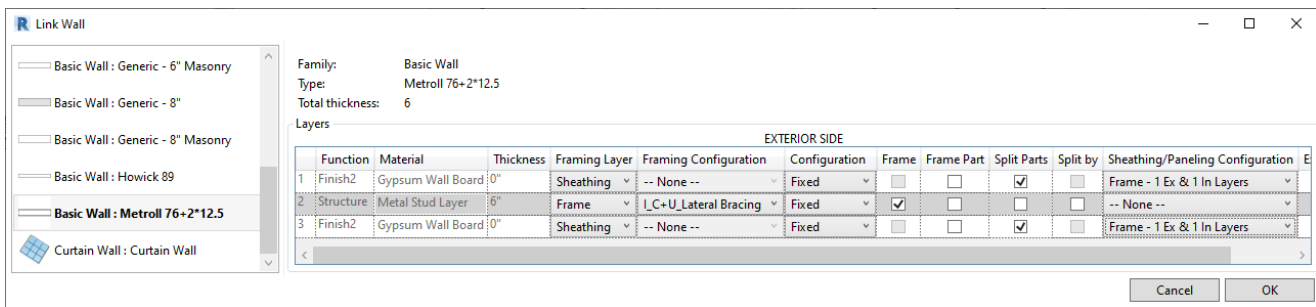 Link Wall
Basic Wall : Generic - 6" Masonry
Basic Wall : Generic - 8"
Basic Wall : Generic - 8" Masonry
Basic Wall : Howick 89
Basic Wall : Metroll 76+2*12.5
Curtain Wall : Curtain Wall
Family: Basic Wall
Type: Metroll 76+2*12.5
Total thickness: 6
Layers
EXTERIOR SIDE
Function Material Thickness Framing Layer Framing Configuration Configuration Frame Frame Part Split Parts Split by Sheathing/Paneling Configuration
1 Finish2 Gypsum Wall Board 0" Sheathing -- None -- Fixed Frame - 1 Ex & 1 In Layers
2 Structure Metal Stud Layer 6" Frame I_C+U_Lateral Bracing Fixed -- None --
3 Finish2 Gypsum Wall Board 0" Sheathing -- None -- Fixed Frame - 1 Ex & 1 In Layers
Cancel OK